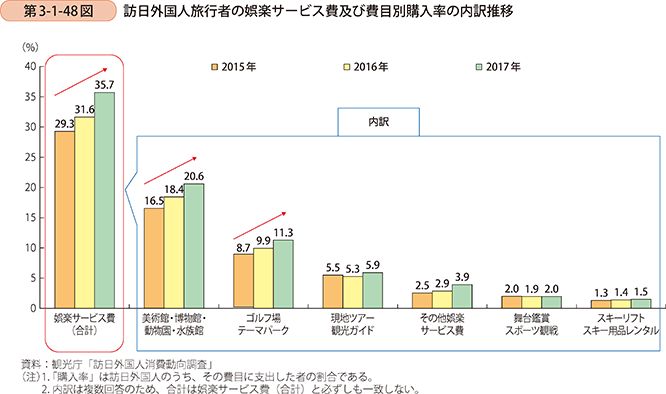 第3-1-48図 訪日外国人旅行者の娯楽サービス費及び費目別購入率の内訳推移
(%)
40
35
30
25
20
15
10
5
0
2015年 2016年 2017年
内訳
29.3 31.6 35.7
16.5 18.4 20.6
8.7 9.9 11.3
5.5 5.3 5.9
2.5 2.9 3.9
2.0 1.9 2.0
1.3 1.4 1.5
娯楽サービス費
(合計)
美術館・博物館・
動物園・水族館
ゴルフ場
テーマパーク
現地ツアー
観光ガイド
その他娯楽
サービス費
舞台鑑賞
スポーツ観戦
スキーリフト
スキー用品レンタル
資料：観光庁「訪日外国人消費動向調査」
(注)1.「購入率」は訪日外国人のうち、その費目に支出した者の割合である。
2.内訳は複数回答のため、合計は娯楽サービス費（合計）と必ずしも一致しない。